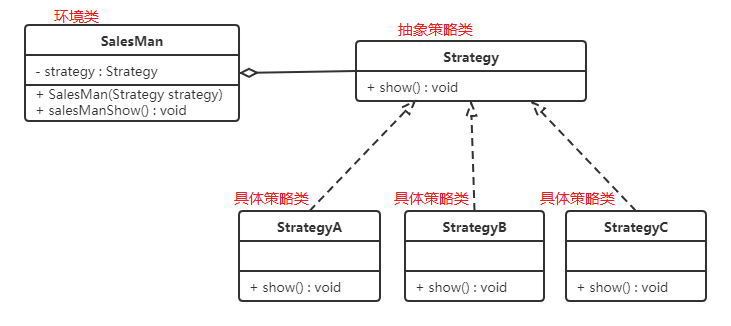 环境类
SalesMan
- strategy : Strategy
+ SalesMan(Strategy strategy)
+ salesManShow() : void
抽象策略类
Strategy
+ show() : void
具体策略类
StrategyA
+ show() : void
具体策略类
StrategyB
+ show() : void
具体策略类
StrategyC
+ show() : void